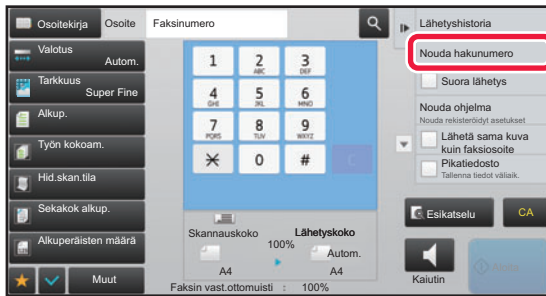 Osoitekirja
Osoite
Faksinumero
Lähetyshistoria
Valotus
Autom.
Tarkkuus
Super Fine
Alkup.
Työn kokoam.
Hid.skan.tila
Sekakok alkup.
Alkuperäisten määrä
Muut
1
2
ABC
3
DEF
4
GHI
5
JKL
6
MNO
7
PQRS
8
TUV
9
WXYZ
0
#
C
Skannauskoko
100%
Lähetyskoko
Autom.
A4
A4
Faksin vast.ottomuisti : 100%
Nouda hakunumero
Suora lähetys
Nouda ohjelma
Nouda rekisteröidyt asetukset
Lähetä sama kuva
kuin faksiosoite
Pikatiedosto
Tallenna tiedot väliaik.
Esikatselu
CA
Kaiutin